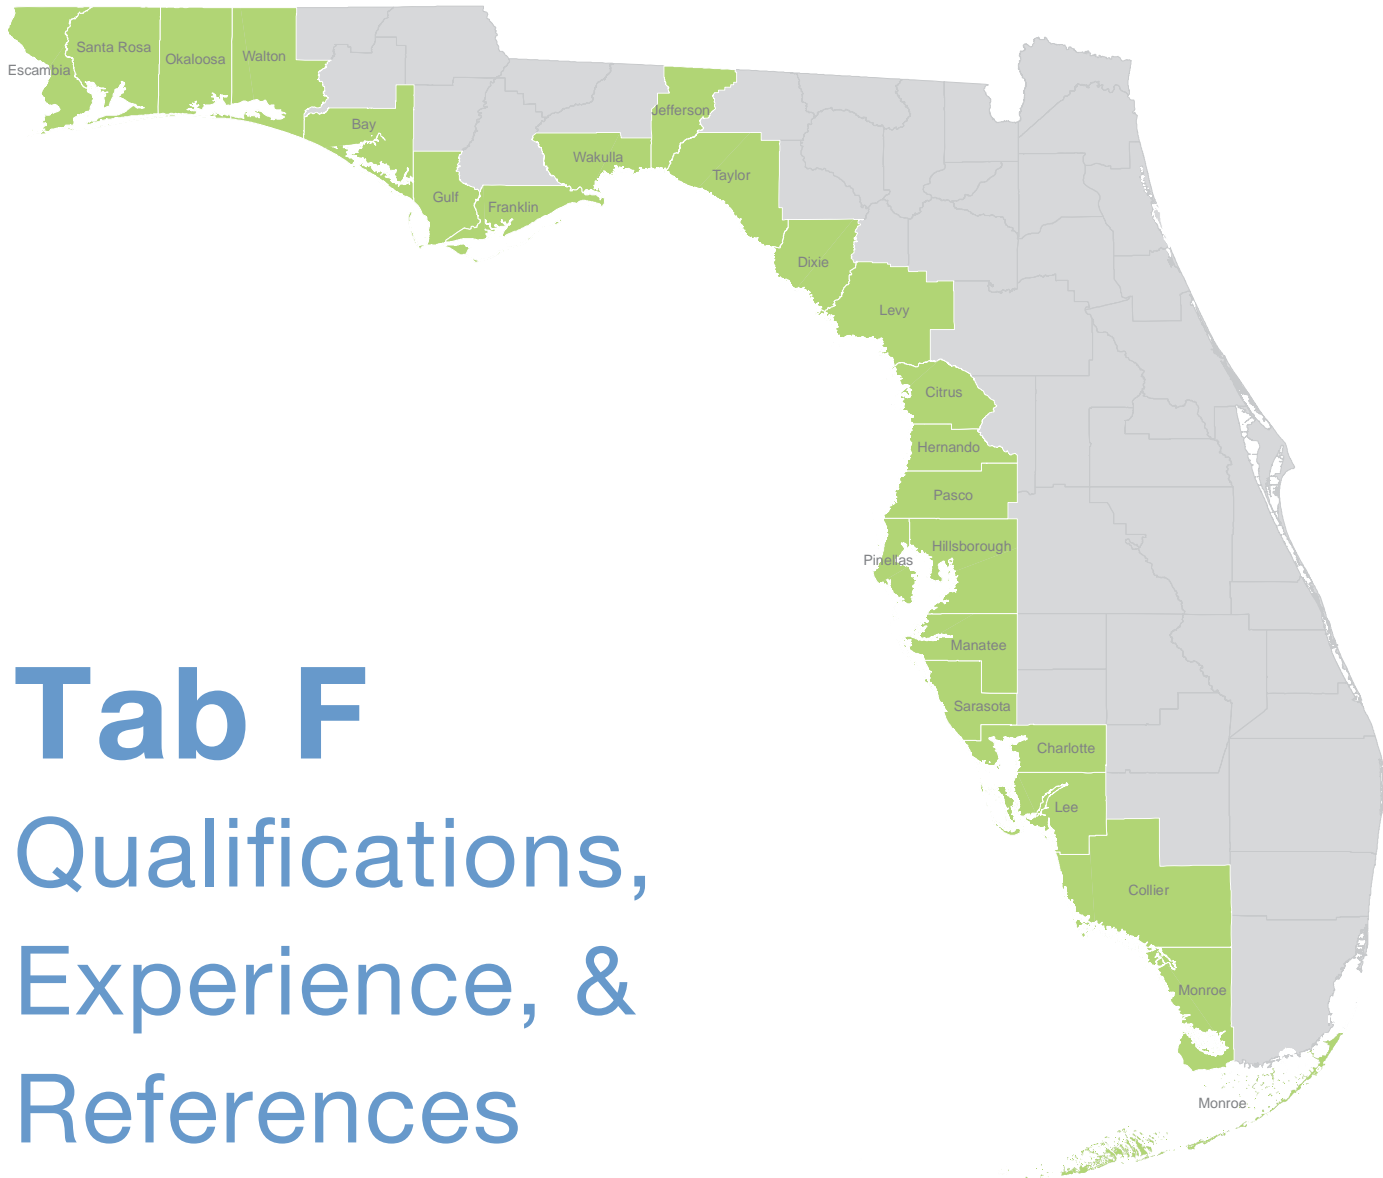 Santa Rosa
Okaloosa
Walton
Escambia
Jefferson
Bay
Wakulla
Taylor
Gulf
Franklin
Dixie
Levy
Citrus
Hernando
Pasco
Hillsborough
Pinellas
Manatee
Sarasota
Charlotte
Lee
Collier
Monroe
Monroe
Tab F
Qualifications,
Experience, &
References